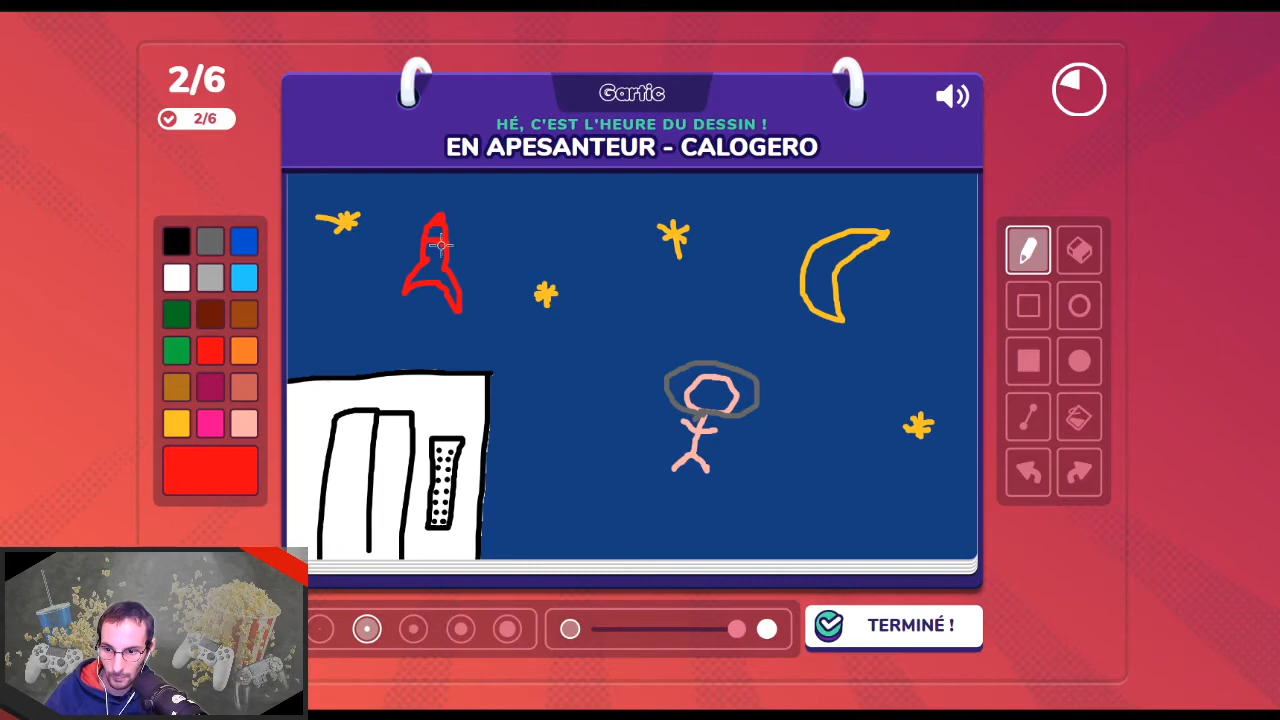 2/6
2/6
Gartic
HÉ, C'EST L'HEURE DU DESSIN !
EN APESANTEUR - CALOGERO
TERMINÉ !